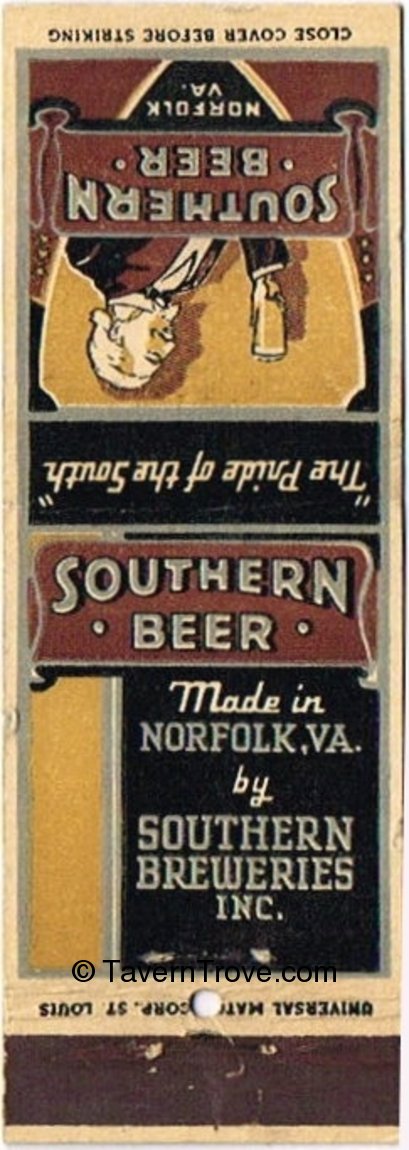 CLOSE COVER BEFORE STRIKING
NORFOLK
VA.
SOUTHERN
• BEER •
"The Pride of the South"
SOUTHERN
• BEER •
Made in
NORFOLK, VA.
by
SOUTHERN
BREWERIES
INC.
© TavernTrove.com
UNIVERSAL MATC CORP. ST. LOUIS